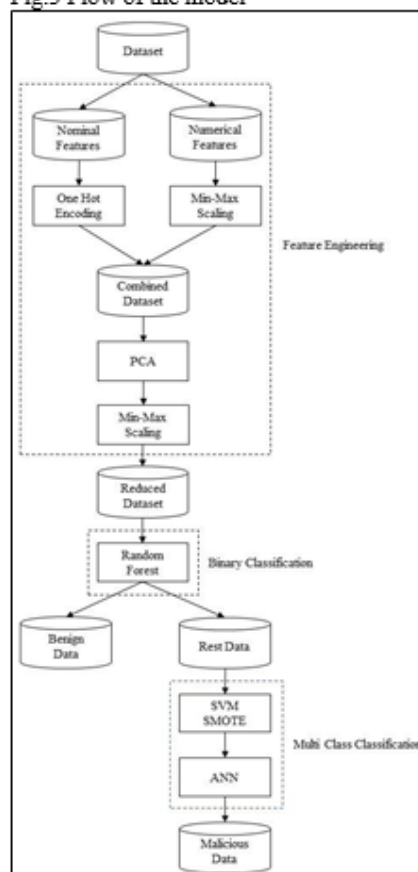 Fig.3 Flow of the model
Dataset
Nominal
Features
Numerical
Features
One Hot
Encoding
Min-Max
Scaling
Feature Engineering
Combined
Dataset
PCA
Min-Max
Scaling
Reduced
Dataset
Random
Forest
Binary Classification
Benign
Data
Rest Data
SVM
SMOTE
Multi Class Classification
ANN
Malicious
Data